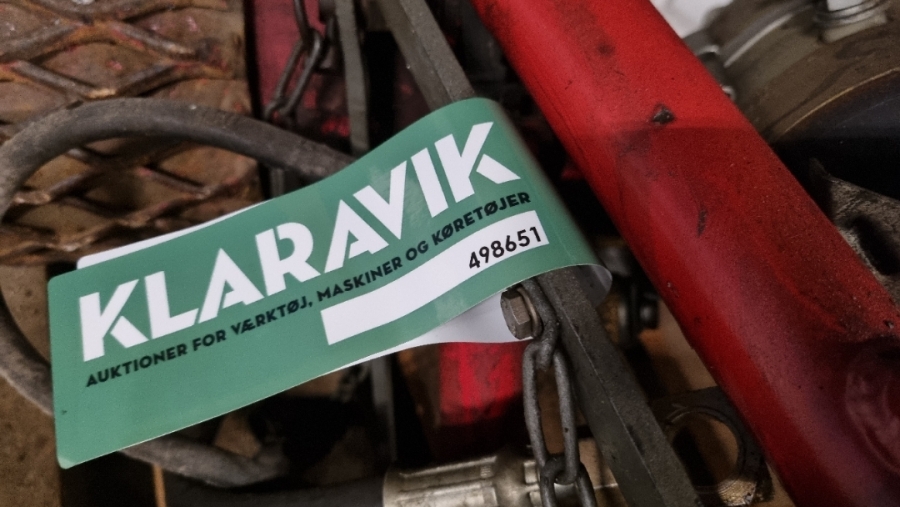 KLARAVIK
AUKTIONER FOR VÆRKTØJ, MASKINER OG KØRETØJER
498651